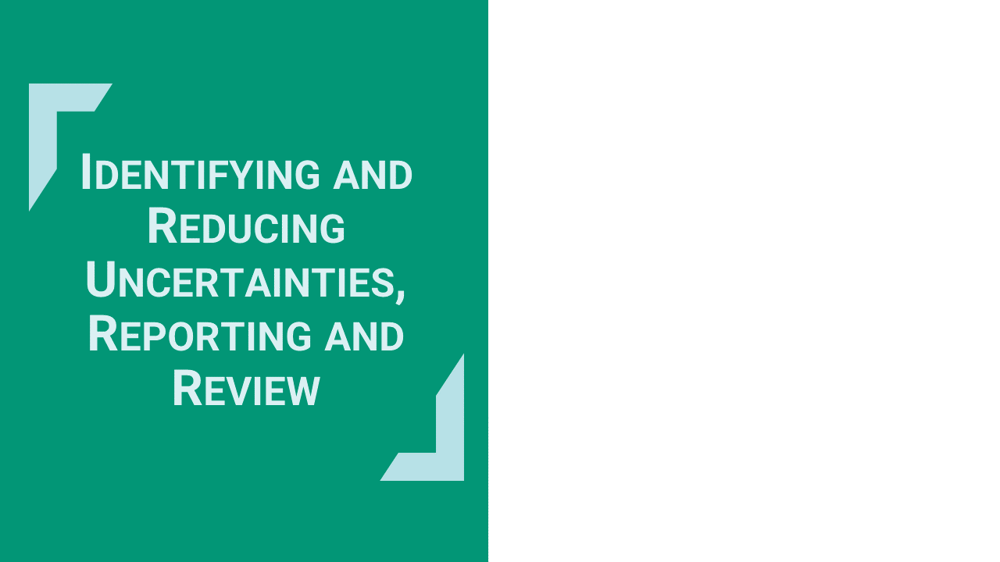 Identifying and
Reducing
Uncertainties,
Reporting and
Review